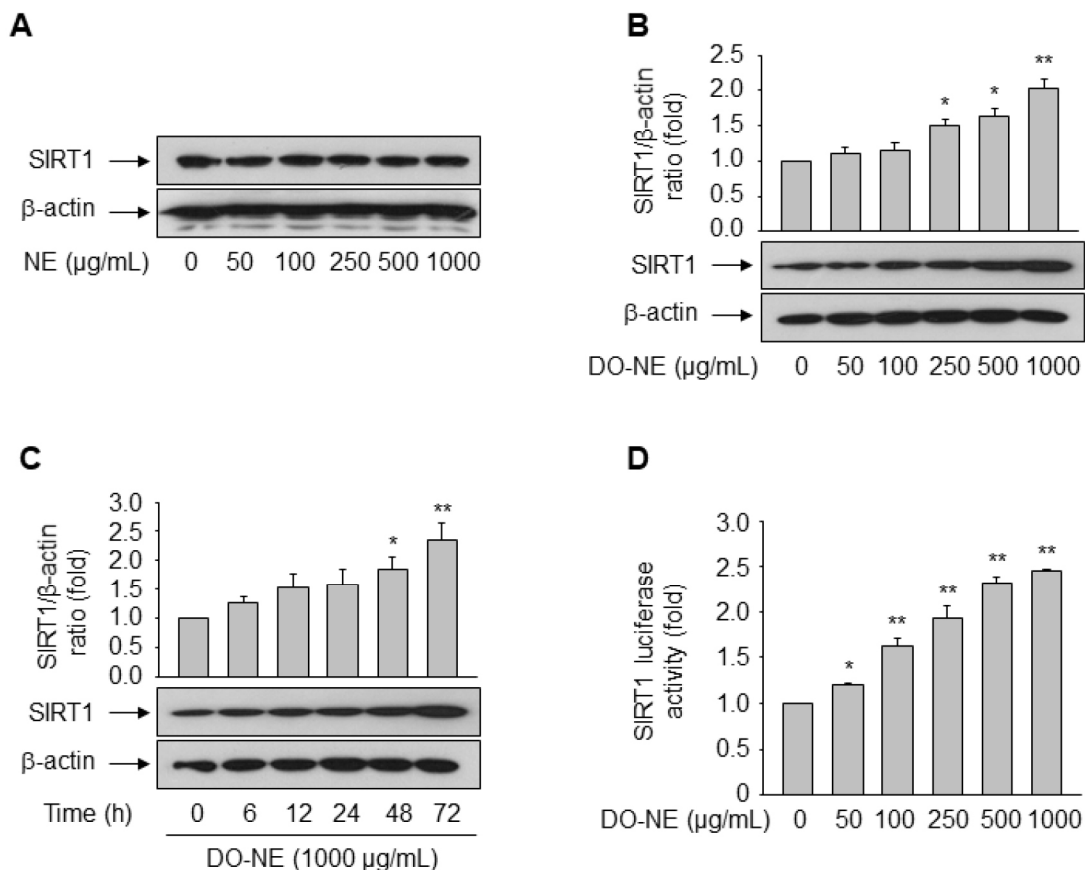 A
SIRT1
β-actin
NE (μg/mL) 0 50 100 250 500 1000
B
SIRT1/β-actin
ratio (fold)
2.5
2.0
1.5
1.0
0.5
0.0
* * **
SIRT1
β-actin
DO-NE (μg/mL) 0 50 100 250 500 1000
C
SIRT1/β-actin
ratio (fold)
3.0
2.5
2.0
1.5
1.0
0.5
0.0
* **
SIRT1
β-actin
Time (h) 0 6 12 24 48 72
DO-NE (1000 μg/mL)
D
SIRT1 luciferase
activity (fold)
3.0
2.5
2.0
1.5
1.0
0.5
0
* ** ** ** **
DO-NE (μg/mL) 0 50 100 250 500 1000